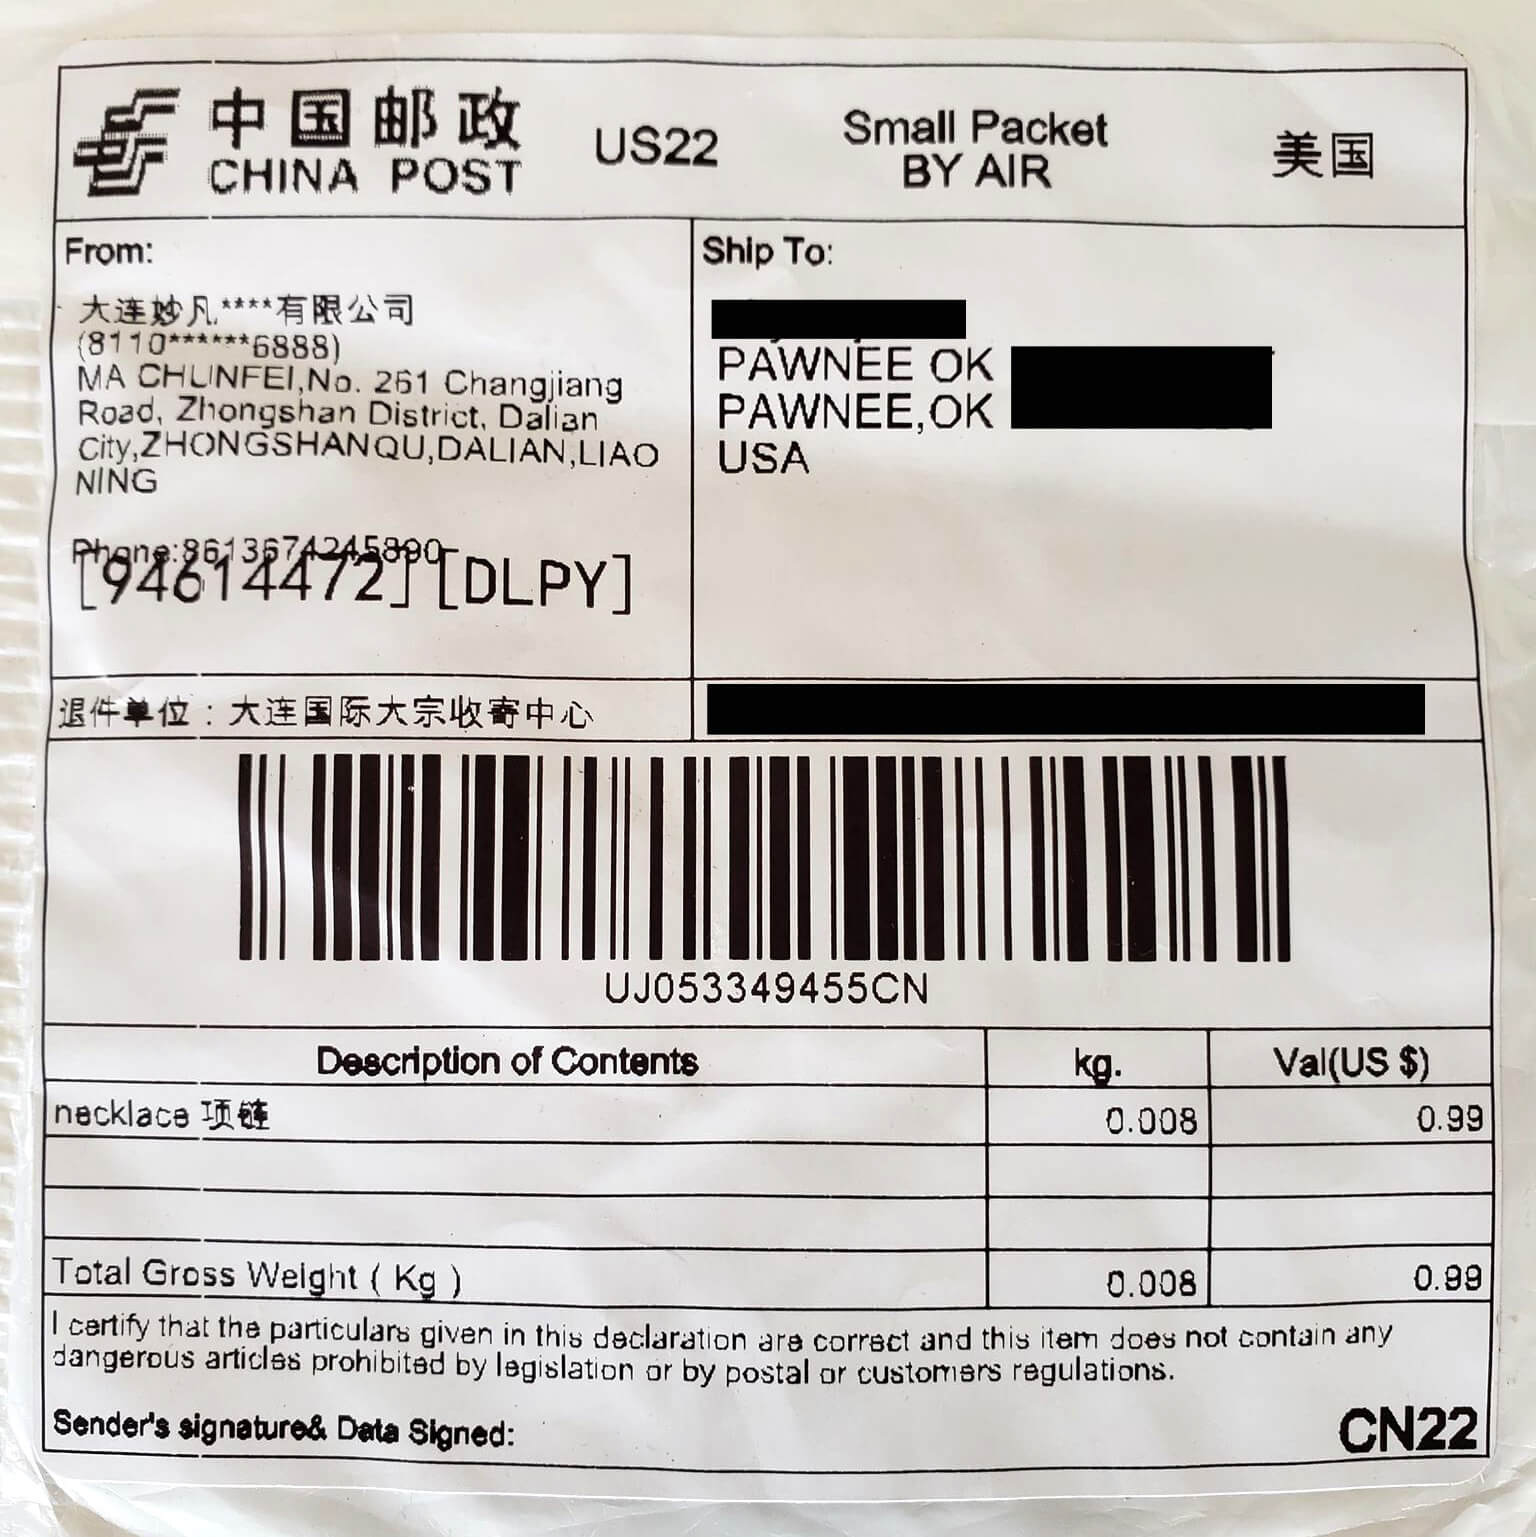 中国邮政
CHINA POST
US22
Small Packet
BY AIR
美国
From:
大连妙凡****有限公司
(8110******6888)
MA CHUNFEI,No. 261 Changjiang
Road, Zhongshan District, Dalian
City,ZHONGSHANQU,DALIAN,LIAO
NING
Phone:8613674245890
[94614472][DLPY]
Ship To:
PAWNEE OK
PAWNEE,OK
USA
退件单位：大连国际大宗收寄中心
UJ053349455CN
Description of Contents kg. Val(US $)
necklace 项链 0.008 0.99
Total Gross Weight ( Kg ) 0.008 0.99
I certify that the particulars given in this declaration are correct and this item does not contain any
dangerous articles prohibited by legislation or by postal or customers regulations.
Sender's signature& Data Signed:
CN22